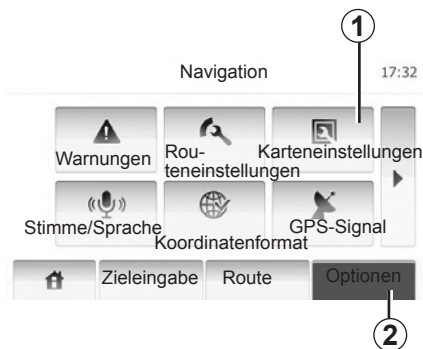 1
Navigation
17:32
Warnungen
Rou-
teneinstellungen
Karteneinstellungen
Stimme/Sprache
Koordinatenformat
GPS-Signal
Zieleingabe
Route
Optionen
2